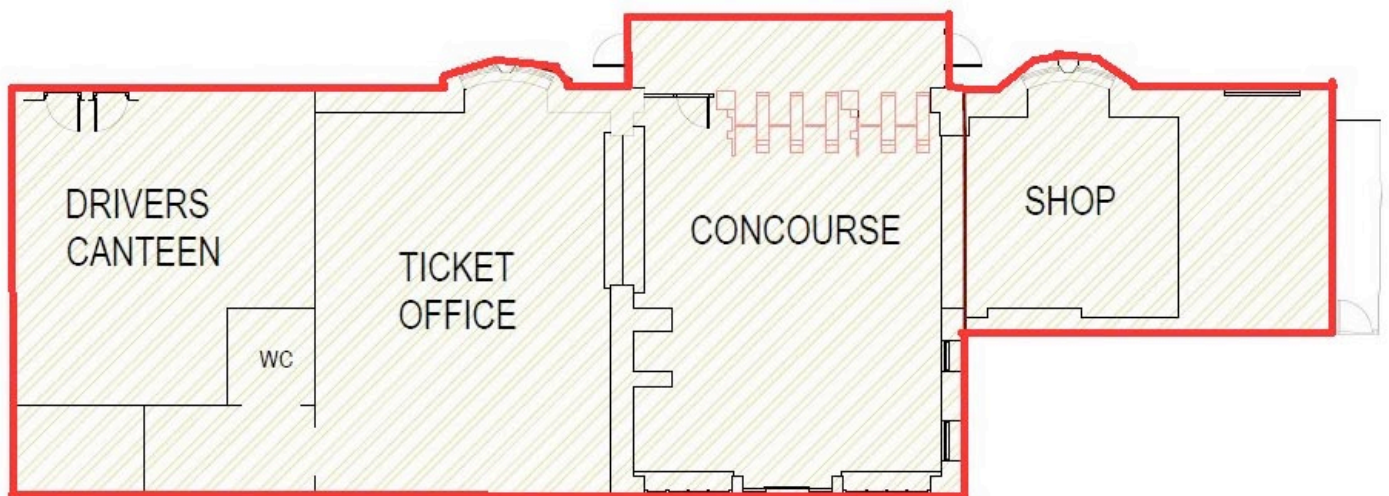 DRIVERS
CANTEEN
TICKET
OFFICE
WC
CONCOURSE
SHOP